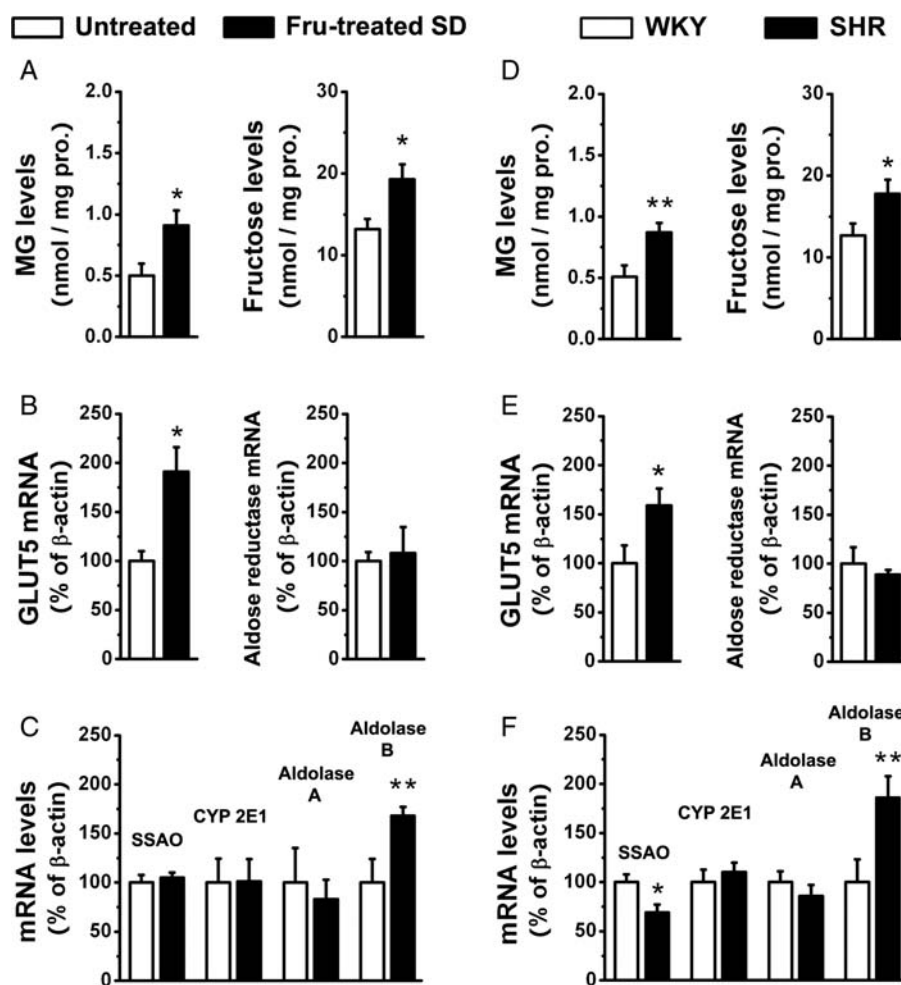 Untreated Fru-treated SD WKY SHR
A
MG levels
(nmol / mg pro.)
2.0
1.5
1.0
0.5
0.0
*
Fructose levels
(nmol / mg pro.)
30
20
10
0
*
D
MG levels
(nmol / mg pro.)
2.0
1.5
1.0
0.5
0.0
**
Fructose levels
(nmol / mg pro.)
30
20
10
0
*
B
GLUT5 mRNA
(% of β-actin)
250
200
150
100
50
0
*
Aldose reductase mRNA
(% of β-actin)
250
200
150
100
50
0
E
GLUT5 mRNA
(% of β-actin)
250
200
150
100
50
0
*
Aldose reductase mRNA
(% of β-actin)
250
200
150
100
50
0
C
mRNA levels
(% of β-actin)
250
200
150
100
50
0
SSAO
CYP 2E1
Aldolase
A
Aldolase
B
**
F
mRNA levels
(% of β-actin)
250
200
150
100
50
0
SSAO
*
CYP 2E1
Aldolase
A
Aldolase
B
**